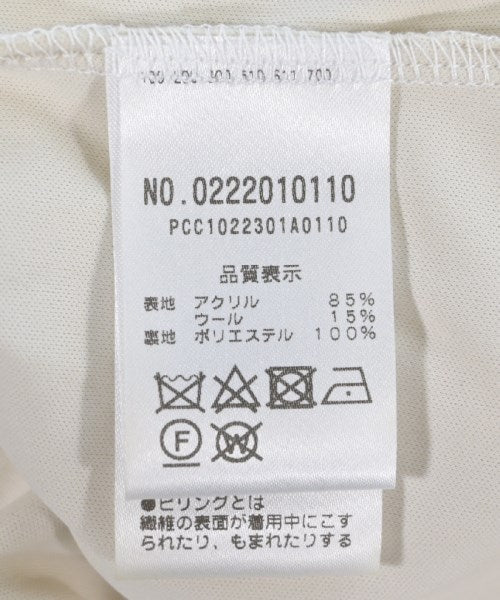 NO.0222010110
PCC1022301A0110
品質表示
表地 アクリル 85%
ウール 15%
裏地 ポリエステル 100%
F W
●ピリングとは
繊維の表面が着用中にこす
られたり、もまれたりする